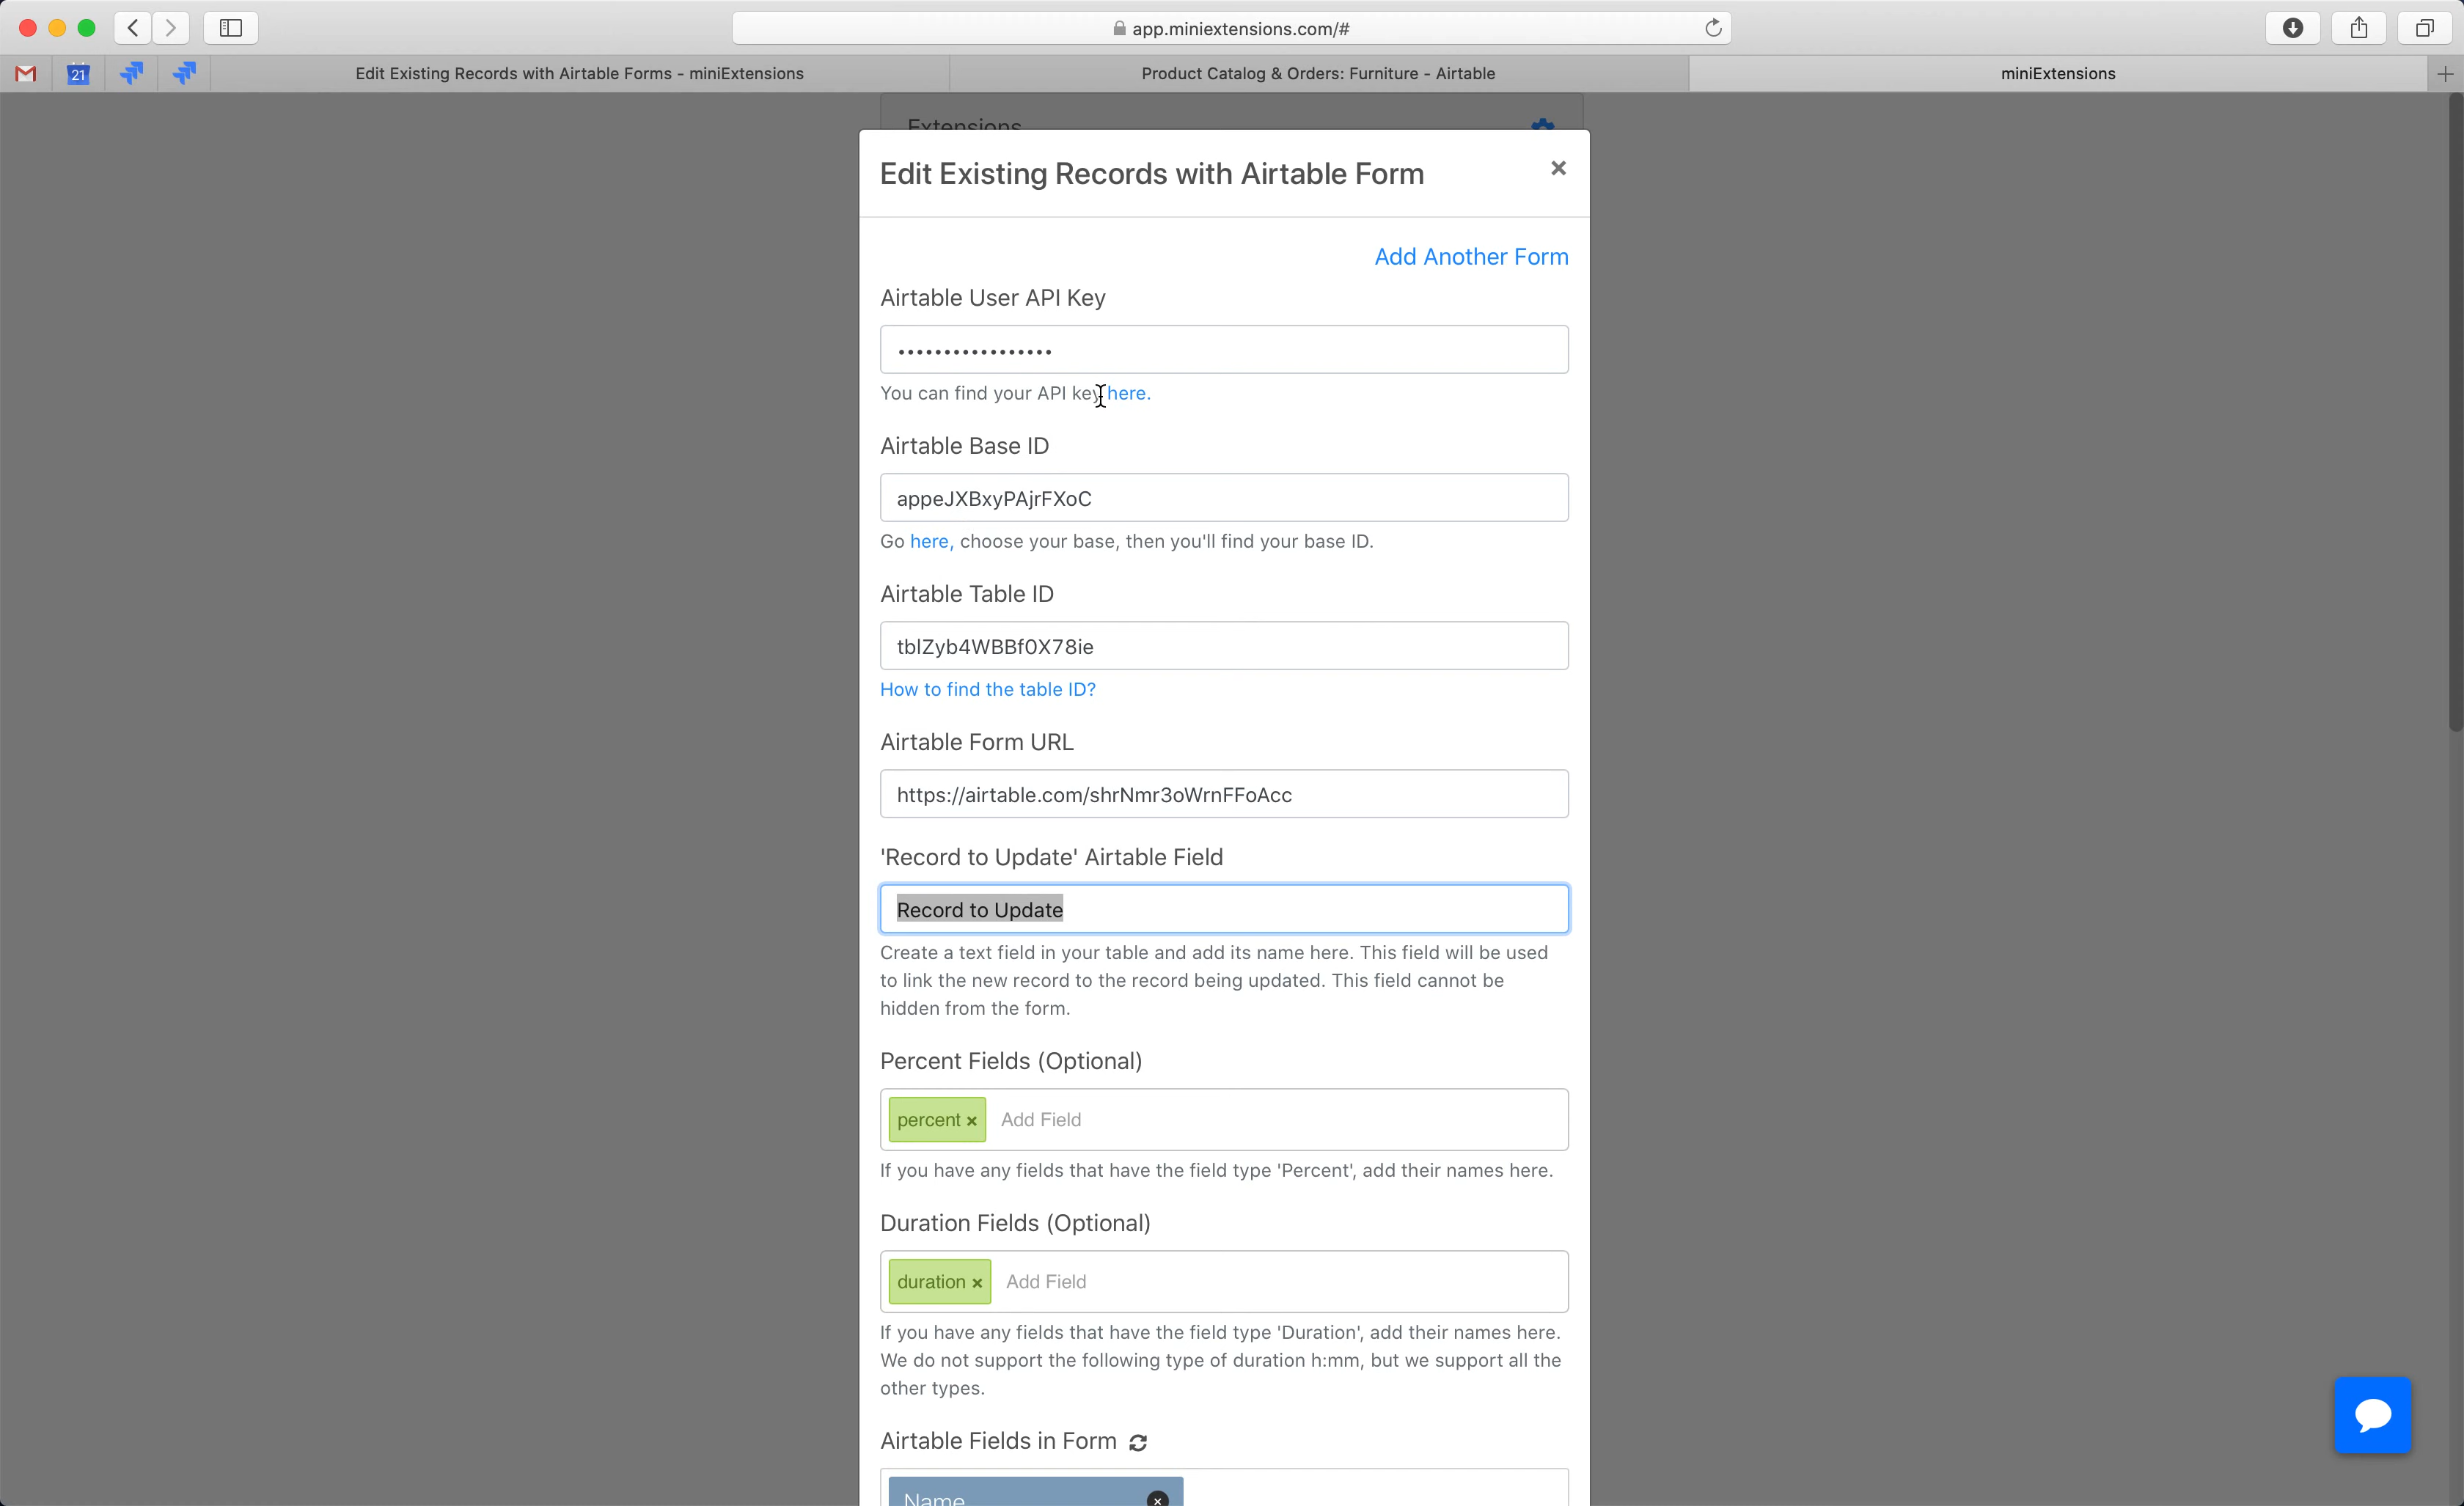 app.miniextensions.com/#
21
Edit Existing Records with Airtable Forms - miniExtensions
Product Catalog & Orders: Furniture - Airtable
miniExtensions
Extensions
Edit Existing Records with Airtable Form
Add Another Form
Airtable User API Key
•••••••••••••••••
You can find your API key here.
Airtable Base ID
appeJXBxyPAjrFXoC
Go here, choose your base, then you'll find your base ID.
Airtable Table ID
tblZyb4WBBf0X78ie
How to find the table ID?
Airtable Form URL
https://airtable.com/shrNmr3oWrnFFoAcc
'Record to Update' Airtable Field
Record to Update
Create a text field in your table and add its name here. This field will be used
to link the new record to the record being updated. This field cannot be
hidden from the form.
Percent Fields (Optional)
percent × Add Field
If you have any fields that have the field type 'Percent', add their names here.
Duration Fields (Optional)
duration × Add Field
If you have any fields that have the field type 'Duration', add their names here.
We do not support the following type of duration h:mm, but we support all the
other types.
Airtable Fields in Form
Name